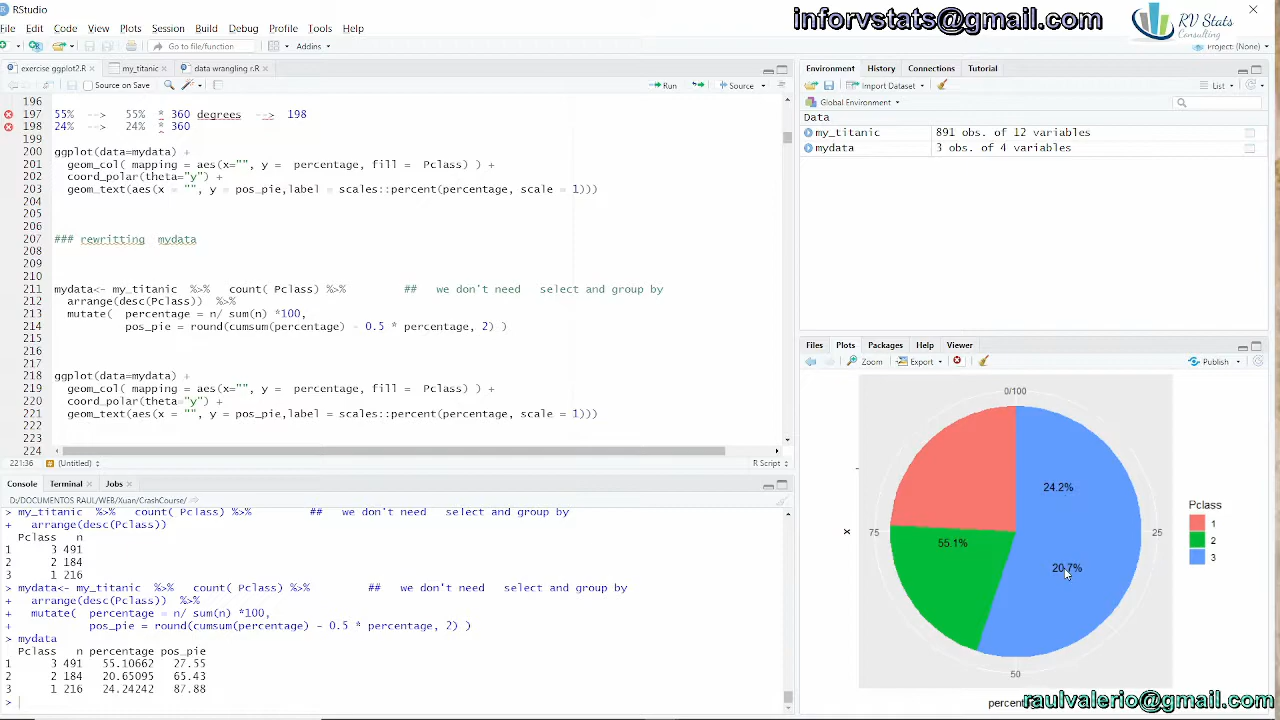 RStudio
inforvstats@gmail.com
RV Stats
Consulting
File Edit Code View Plots Session Build Debug Profile Tools Help
Go to file/function
Addins
Project: (None)
exercise ggplot2.R
my_titanic
data wrangling r.R
Source on Save
Run
Source
196
197 55% --> 55% * 360 degrees --> 198
198 24% --> 24% * 360
199
200 ggplot(data=mydata) +
201 geom_col( mapping = aes(x="", y = percentage, fill = Pclass) ) +
202 coord_polar(theta="y") +
203 geom_text(aes(x = "", y = pos_pie,label = scales::percent(percentage, scale = 1)))
204
205
206
207 ### rewritting mydata
208
209
210
211 mydata<- my_titanic %>% count( Pclass) %>% ## we don't need select and group by
212 arrange(desc(Pclass)) %>%
213 mutate( percentage = n/ sum(n) *100,
214 pos_pie = round(cumsum(percentage) - 0.5 * percentage, 2) )
215
216
217
218 ggplot(data=mydata) +
219 geom_col( mapping = aes(x="", y = percentage, fill = Pclass) ) +
220 coord_polar(theta="y") +
221 geom_text(aes(x = "", y = pos_pie,label = scales::percent(percentage, scale = 1)))
222
223
224
221:36 (Untitled) R Script
Console Terminal Jobs
D:/DOCUMENTS
AUL/WEB/Xuan/CrashCourse/
> my_titanic %>% count( Pclass) %>% ## we don't need select and group by
+ arrange(desc(Pclass))
Pclass n
1 3 491
2 2 184
3 1 216
> mydata<- my_titanic %>% count( Pclass) %>% ## we don't need select and group by
+ arrange(desc(Pclass)) %>%
+ mutate( percentage = n/ sum(n) *100,
+ pos_pie = round(cumsum(percentage) - 0.5 * percentage, 2) )
> mydata
Pclass n percentage pos_pie
1 3 491 55.10662 27.55
2 2 184 20.65095 65.43
3 1 216 24.24242 87.88
>
Environment History Connections Tutorial
Import Dataset
List
Global Environment
Data
my_titanic 891 obs. of 12 variables
mydata 3 obs. of 4 variables
Files Plots Packages Help Viewer
Zoom Export Publish
0/100
24.2%
x 75 55.1% 20.7% 25
50
Pclass
1
2
3
raulvalerio@gmail.com